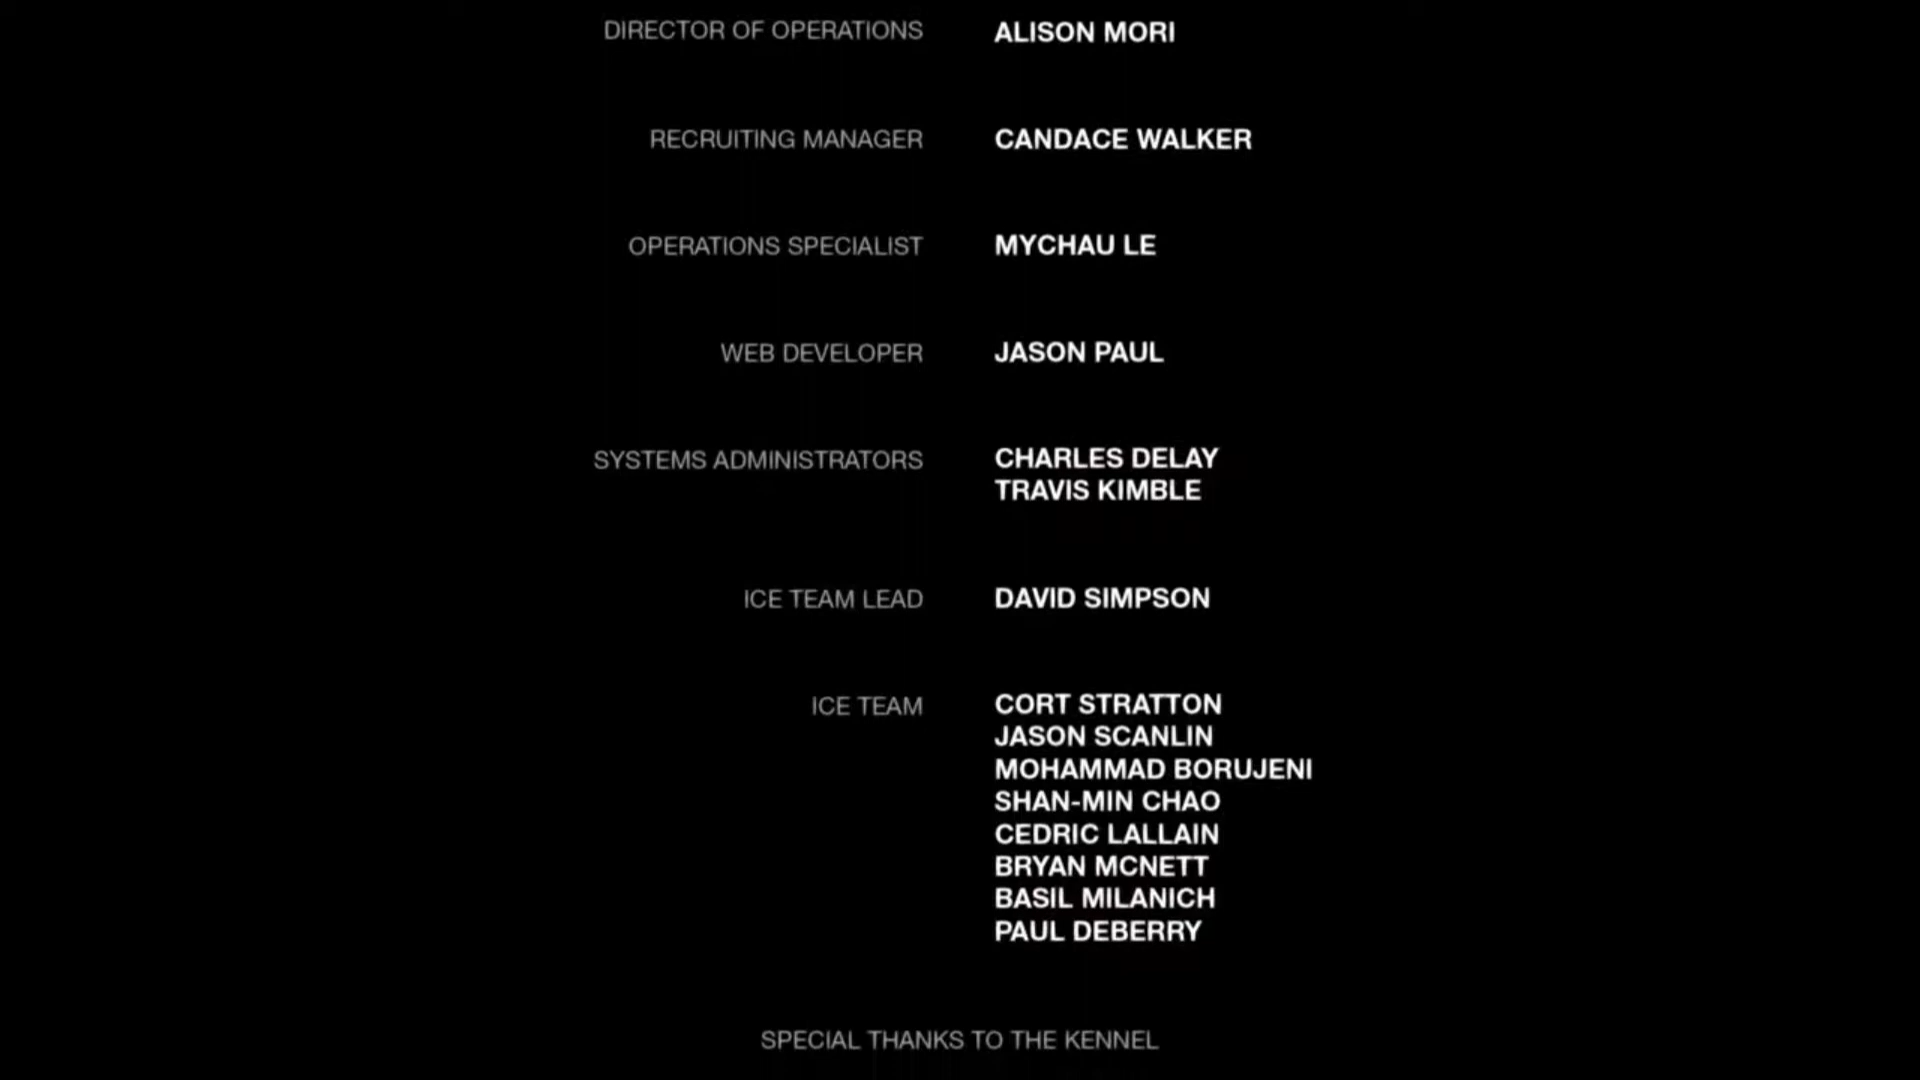 DIRECTOR OF OPERATIONS ALISON MORI
RECRUITING MANAGER CANDACE WALKER
OPERATIONS SPECIALIST MYCHAU LE
WEB DEVELOPER JASON PAUL
SYSTEMS ADMINISTRATORS CHARLES DELAY
TRAVIS KIMBLE
ICE TEAM LEAD DAVID SIMPSON
ICE TEAM CORT STRATTON
JASON SCANLIN
MOHAMMAD BORUJENI
SHAN-MIN CHAO
CEDRIC LALLAIN
BRYAN MCNETT
BASIL MILANICH
PAUL DEBERRY
SPECIAL THANKS TO THE KENNEL